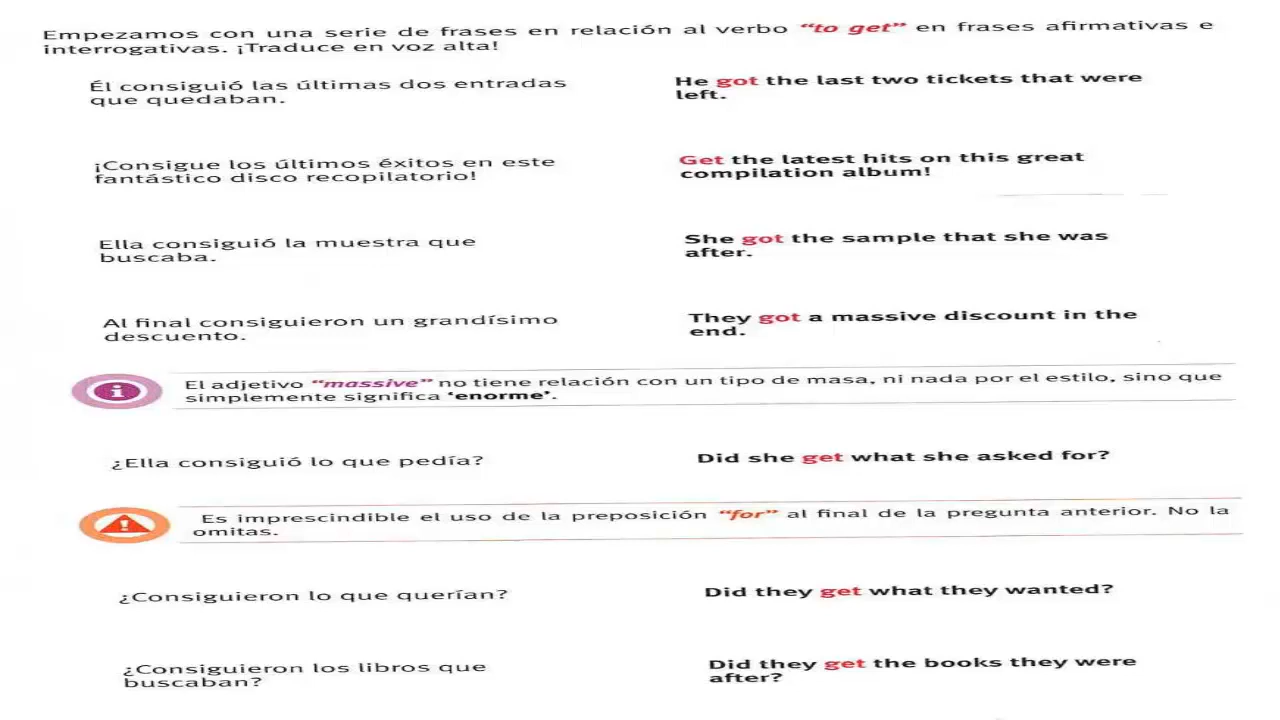 Empezamos con una serie de frases en relación al verbo “to get” en frases afirmativas e
interrogativas. ¡Traduce en voz alta!
Él consiguió las últimas dos entradas
que quedaban.
He got the last two tickets that were
left.
¡Consigue los últimos éxitos en este
fantástico disco recopilatorio!
Get the latest hits on this great
compilation album!
Ella consiguió la muestra que
buscaba.
She got the sample that she was
after.
Al final consiguieron un grandísimo
descuento.
They got a massive discount in the
end.
El adjetivo “massive” no tiene relación con un tipo de masa, ni nada por el estilo, sino que
simplemente significa ‘enorme’.
¿Ella consiguió lo que pedía?
Did she get what she asked for?
Es imprescindible el uso de la preposición “for” al final de la pregunta anterior. No la
omitas.
¿Consiguieron lo que querían?
Did they get what they wanted?
¿Consiguieron los libros que
buscaban?
Did they get the books they were
after?